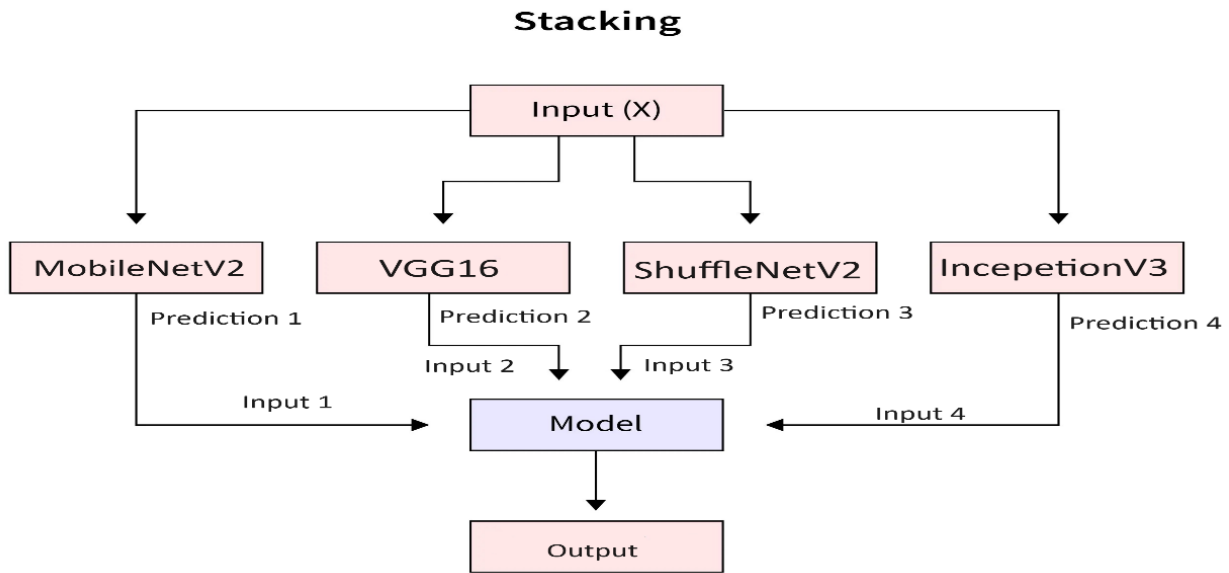 Stacking
Input (X)
MobileNetV2
VGG16
ShuffleNetV2
IncepetionV3
Prediction 1
Prediction 2
Prediction 3
Prediction 4
Input 2
Input 3
Input 1
Model
Input 4
Output